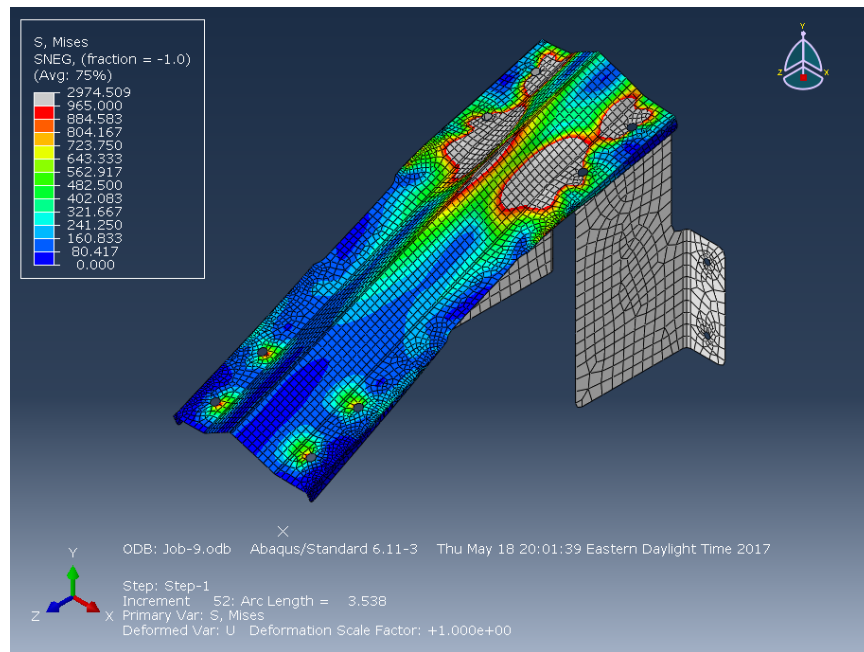 S, Mises
SNEG, (fraction = -1.0)
(Avg: 75%)
2974.509
965.000
884.583
804.167
723.750
643.333
562.917
482.500
402.083
321.667
241.250
160.833
80.417
0.000
Y
Z
X
ODB: Job-9.odb Abaqus/Standard 6.11-3 Thu May 18 20:01:39 Eastern Daylight Time 2017
Y
Z
X
Step: Step-1
Increment 52: Arc Length = 3.538
Primary Var: S, Mises
Deformed Var: U Deformation Scale Factor: +1.000e+00